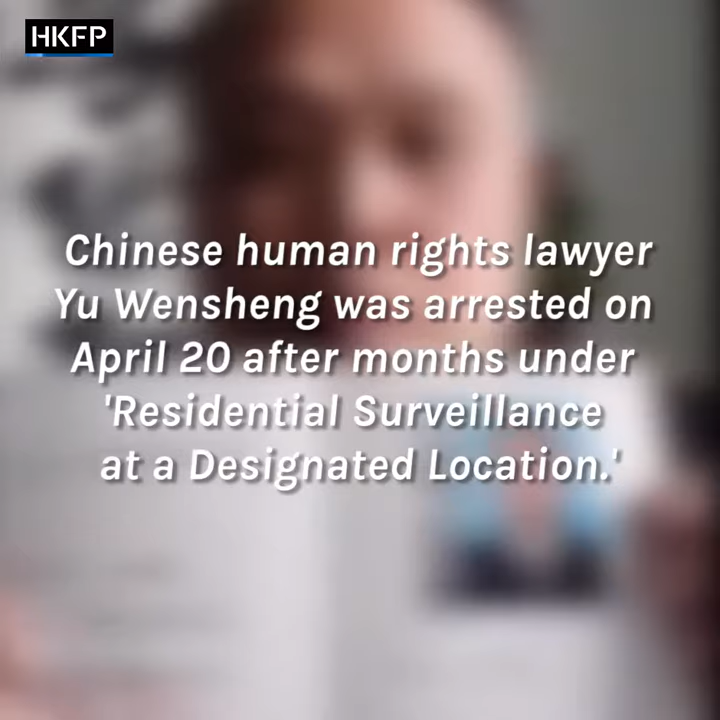 HKFP
Chinese human rights lawyer
Yu Wensheng was arrested on
April 20 after months under
'Residential Surveillance
at a Designated Location.'